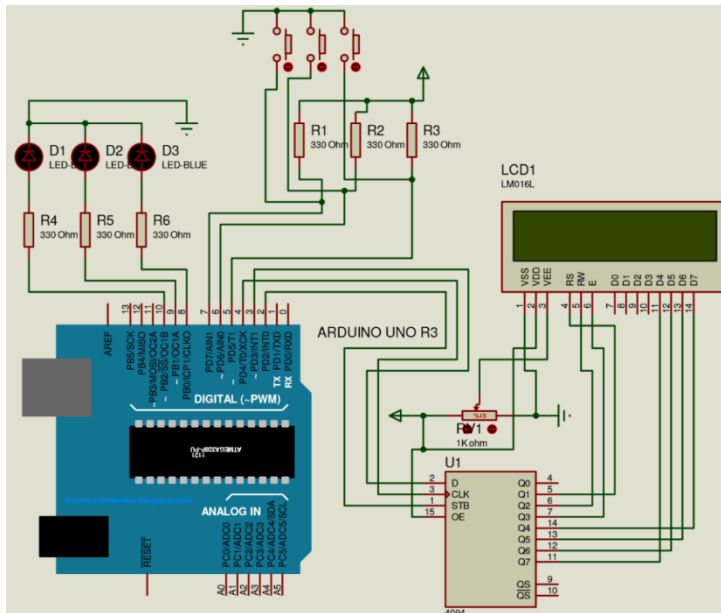 D1
LED-B
D2
LED-B
D3
LED-BLUE
R1
330 Ohm
R2
330 Ohm
R3
330 Ohm
R4
330 Ohm
R5
330 Ohm
R6
330 Ohm
LCD1
LM016L
VSS
VDD
VEE
RS
RW
E
D0
D1
D2
D3
D4
D5
D6
D7
1
2
3
4
5
6
7
8
9
10
11
12
13
14
13
12
11
10
9
8
7
6
5
4
3
2
1
0
AREF
PB5/SCK
PB4/MISO
~PB3/MOSI/OC2A
~PB2/SS/OC1B
~PB1/OC1A
PB0/ICP1/CLKO
PD7/AIN1
~PD6/AIN0
~PD5/T1
PD4/T0/XCK
~PD3/INT1
PD2/INT0
PD1/TXD
PD0/RXD
TX
RX
DIGITAL (~PWM)
ARDUINO UNO R3
1121
ATMEGA328P-PU
ANALOG IN
RESET
PC0/ADC0
PC1/ADC1
PC2/ADC2
PC3/ADC3
PC4/ADC4/SDA
PC5/ADC5/SCL
A0
A1
A2
A3
A4
A5
RV1
1K ohm
U1
2
D
3
CLK
1
STB
15
OE
Q0
4
Q1
5
Q2
6
Q3
7
Q4
14
Q5
13
Q6
12
Q7
11
QS
9
QS
10
4094